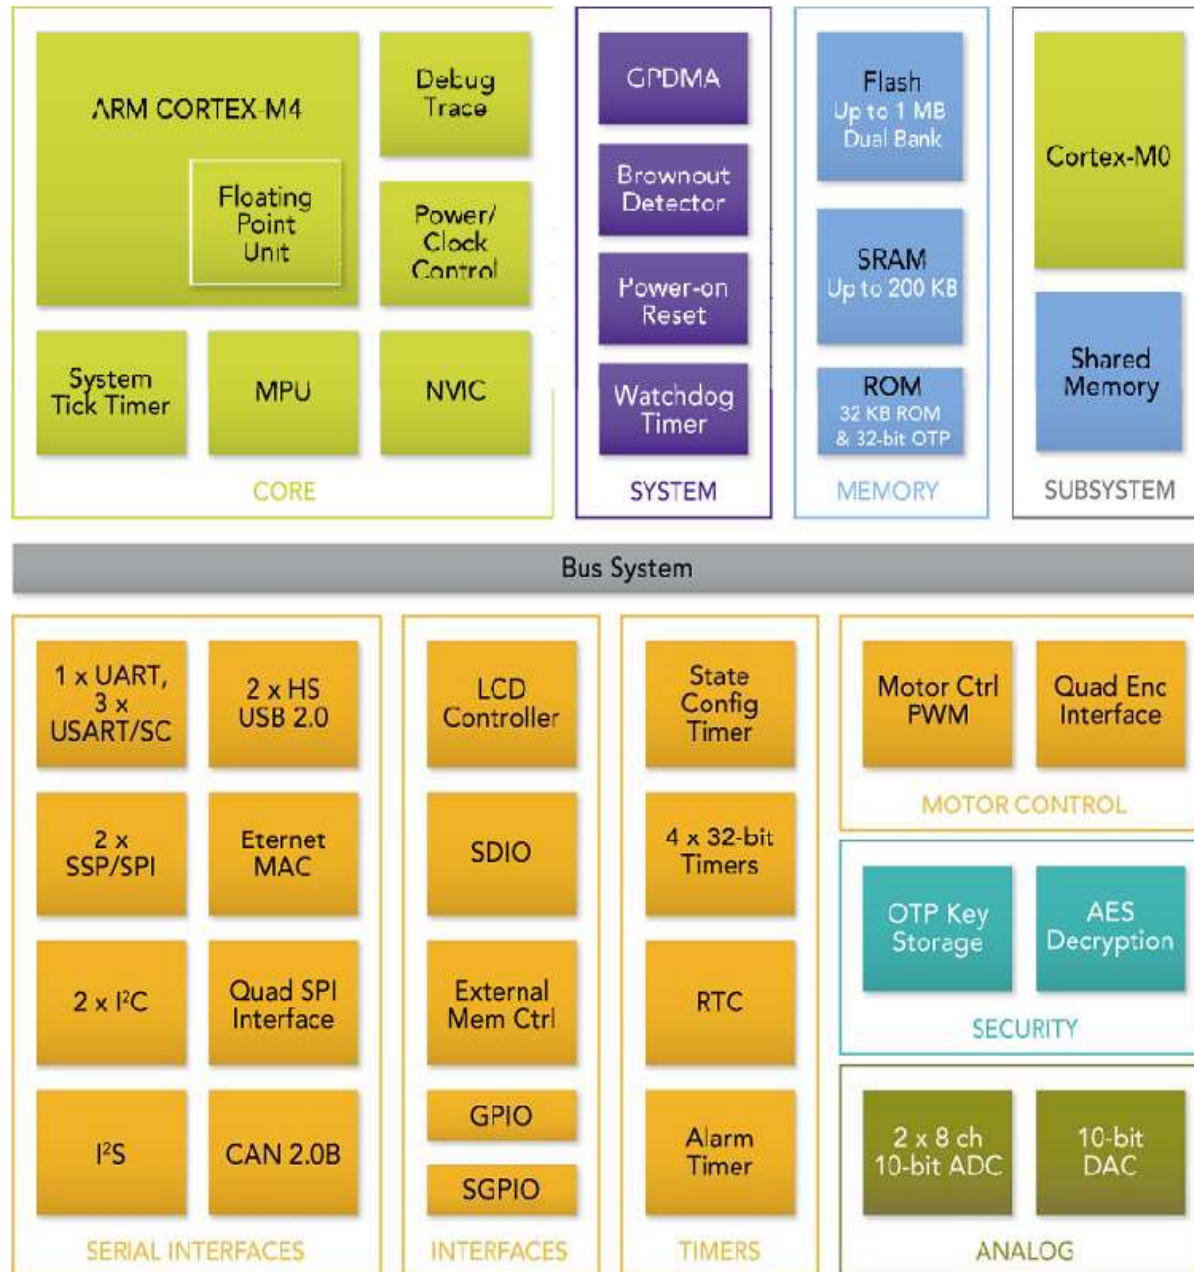 ARM CORTEX-M4
Floating
Point
Unit
Debug
Trace
Power/
Clock
Control
System
Tick Timer
MPU
NVIC
CORE
GPDMA
Brownout
Detector
Power-on
Reset
Watchdog
Timer
SYSTEM
Flash
Up to 1 MB
Dual Bank
SRAM
Up to 200 KB
ROM
32 KB ROM
& 32-bit OTP
MEMORY
Cortex-M0
Shared
Memory
SUBSYSTEM
Bus System
1 x UART,
3 x
USART/SC
2 x HS
USB 2.0
2 x
SSP/SPI
Eternet
MAC
2 x I²C
Quad SPI
Interface
I²S
CAN 2.0B
SERIAL INTERFACES
LCD
Controller
SDIO
External
Mem Ctrl
GPIO
SGPIO
INTERFACES
State
Config
Timer
4 x 32-bit
Timers
RTC
Alarm
Timer
TIMERS
Motor Ctrl
PWM
Quad Enc
Interface
MOTOR CONTROL
OTP Key
Storage
AES
Decryption
SECURITY
2 x 8 ch
10-bit ADC
10-bit
DAC
ANALOG